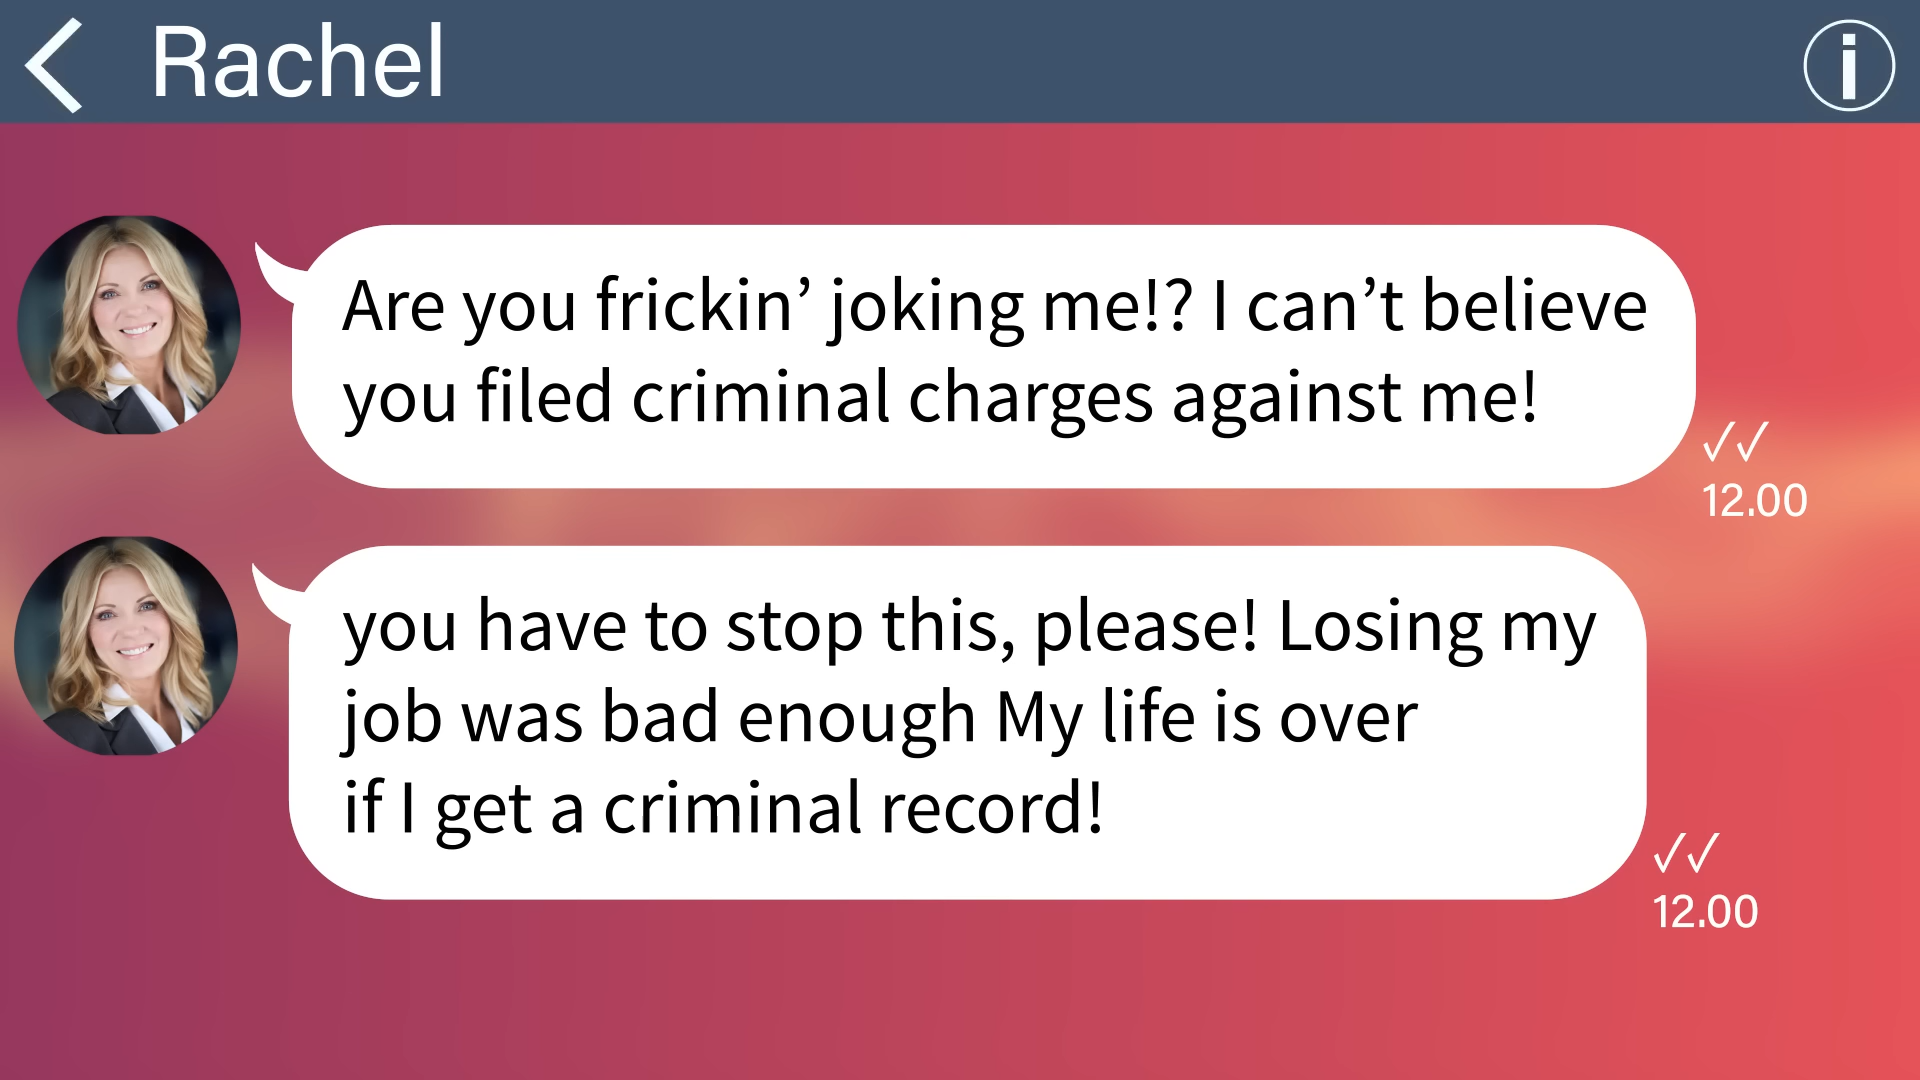 Rachel
Are you frickin’ joking me!? I can’t believe
you filed criminal charges against me!
✓✓
12.00
you have to stop this, please! Losing my
job was bad enough My life is over
if I get a criminal record!
✓✓
12.00